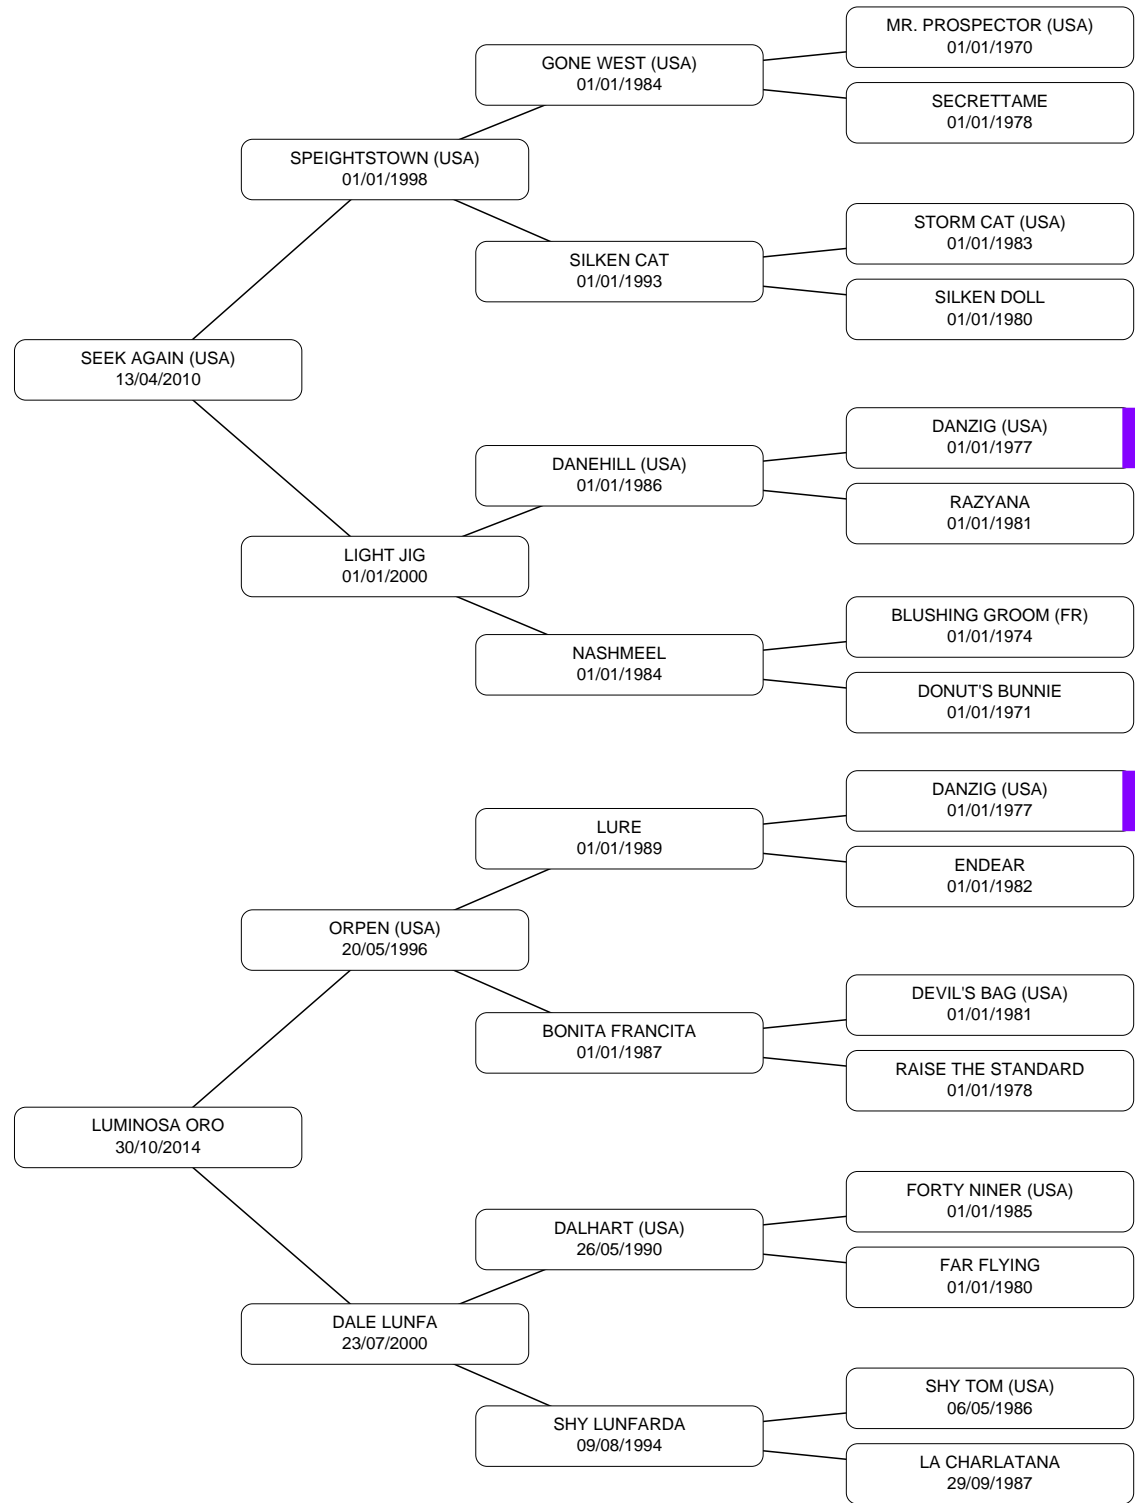 MR. PROSPECTOR (USA)
01/01/1970
GONE WEST (USA)
01/01/1984
SECRETTAME
01/01/1978
SPEIGHTSTOWN (USA)
01/01/1998
STORM CAT (USA)
01/01/1983
SILKEN CAT
01/01/1993
SILKEN DOLL
01/01/1980
SEEK AGAIN (USA)
13/04/2010
DANZIG (USA)
01/01/1977
DANEHILL (USA)
01/01/1986
RAZYANA
01/01/1981
LIGHT JIG
01/01/2000
BLUSHING GROOM (FR)
01/01/1974
NASHMEEL
01/01/1984
DONUT'S BUNNIE
01/01/1971
DANZIG (USA)
01/01/1977
LURE
01/01/1989
ENDEAR
01/01/1982
ORPEN (USA)
20/05/1996
DEVIL'S BAG (USA)
01/01/1981
BONITA FRANCITA
01/01/1987
RAISE THE STANDARD
01/01/1978
LUMINOSA ORO
30/10/2014
FORTY NINER (USA)
01/01/1985
DALHART (USA)
26/05/1990
FAR FLYING
01/01/1980
DALE LUNFA
23/07/2000
SHY TOM (USA)
06/05/1986
SHY LUNFARDA
09/08/1994
LA CHARLATANA
29/09/1987